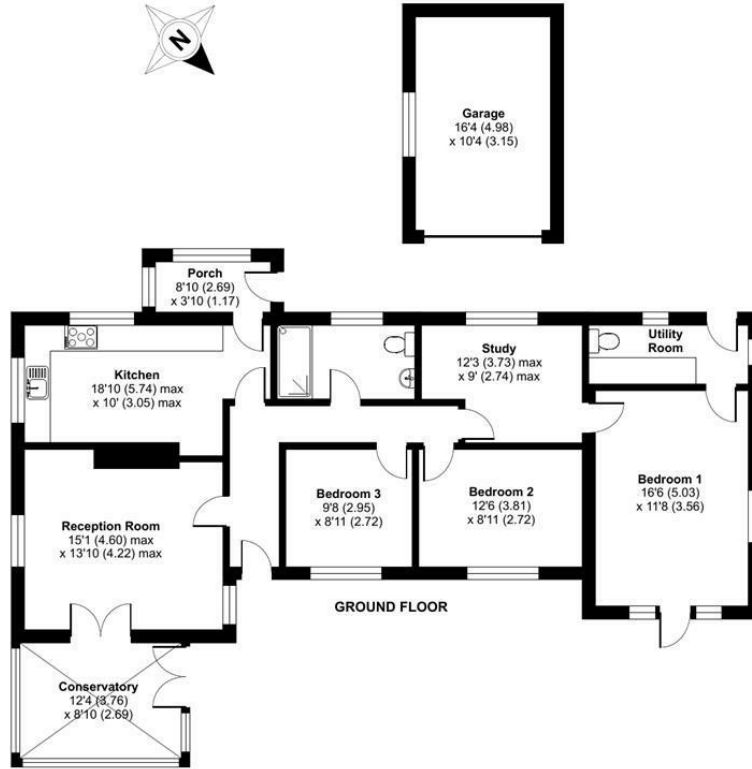 N
Garage
16'4 (4.98)
x 10'4 (3.15)
Porch
8'10 (2.69)
x 3'10 (1.17)
Kitchen
18'10 (5.74) max
x 10' (3.05) max
Study
12'3 (3.73) max
x 9' (2.74) max
Utility
Room
Reception Room
15'1 (4.60) max
x 13'10 (4.22) max
Bedroom 3
9'8 (2.95)
x 8'11 (2.72)
Bedroom 2
12'6 (3.81)
x 8'11 (2.72)
Bedroom 1
16'6 (5.03)
x 11'8 (3.56)
GROUND FLOOR
Conservatory
12'4 (3.76)
x 8'10 (2.69)